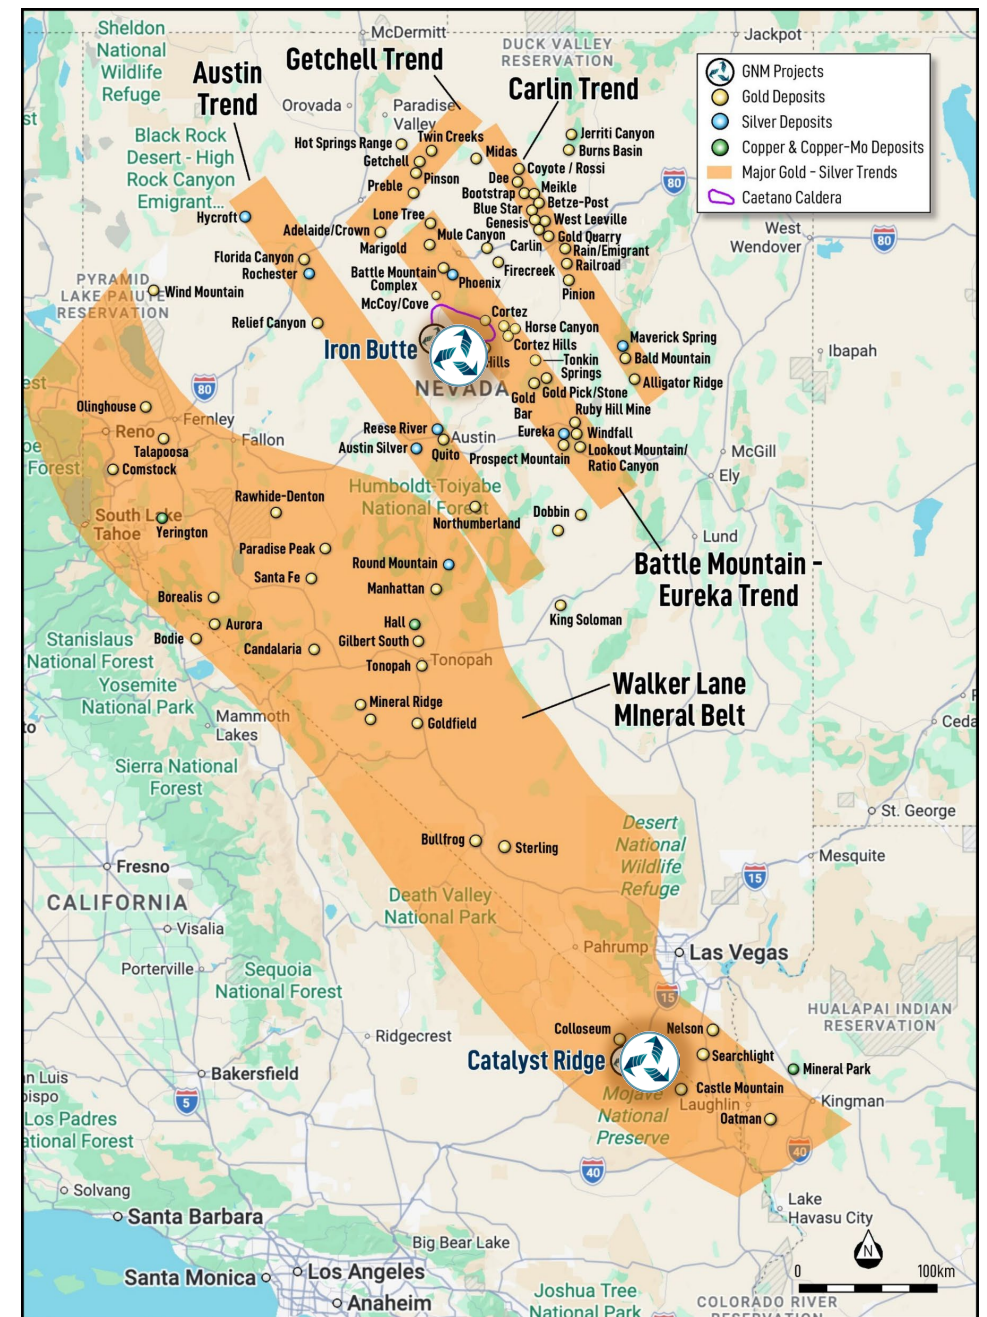 Sheldon
National
Wildlife
Refuge
McDermitt
Jackpot
DUCK VALLEY
RESERVATION
Getchell Trend
Austin
Trend
Carlin Trend
GNM Projects
Gold Deposits
Silver Deposits
Copper & Copper-Mo Deposits
Major Gold - Silver Trends
Caetano Caldera
Orovada
Paradise
Valley
Black Rock
Desert - High
Rock Canyon
Emigrant...
Hot Springs Range
Twin Creeks
Getchell
Pinson
Preble
Midas
Jerriti Canyon
Burns Basin
Coyote / Rossi
Dee
Meikle
Bootstrap
Betze-Post
Blue Star
West Leeville
Genesis
Gold Quarry
Carlin
Rain/Emigrant
Railroad
Pinion
80
West
Wendover
80
Hycroft
Lone Tree
Adelaide/Crown
Mule Canyon
Marigold
Florida Canyon
Rochester
Battle Mountain
Complex
Phoenix
Firecreek
McCoy/Cove
PYRAMID
LAKE PAIUTE
RESERVATION
Wind Mountain
Relief Canyon
Cortez
Horse Canyon
Cortez Hills
Iron Butte
Hills
NEVADA
Tonkin
Springs
Gold Pick/Stone
Gold
Bar
Maverick Spring
Bald Mountain
Alligator Ridge
Ibapah
80
Olinghouse
Fernley
Reno
Fallon
Talapoosa
Comstock
Reese River
Austin
Austin Silver
Quito
Ruby Hill Mine
Eureka
Windfall
Prospect Mountain
Lookout Mountain/
Ratio Canyon
McGill
Ely
Forest
Humboldt-Toiyabe
National Forest
Rawhide-Denton
Northumberland
Dobbin
South Lake
Tahoe
Yerington
Lund
Battle Mountain -
Eureka Trend
Paradise Peak
Santa Fe
Round Mountain
Manhattan
Borealis
King Soloman
Aurora
Bodie
Candalaria
Hall
Gilbert South
Tonopah
Tonopah
Stanislaus
National Forest
Yosemite
National Park
Walker Lane
MIneral Belt
Mineral Ridge
Goldfield
Mammoth
Lakes
Sierra National
Forest
St. George
Bullfrog
Sterling
Desert
National
Wildlife
Refuge
Mesquite
15
Fresno
CALIFORNIA
Death Valley
National Park
Visalia
Pahrump
Las Vegas
Porterville
Sequoia
National Forest
15
HUALAPAI INDIAN
RESERVATION
Ridgecrest
Colloseum
Nelson
Catalyst Ridge
Searchlight
Mineral Park
Bakersfield
Castle Mountain
Mojave
National
Preserve
Laughlin
Kingman
Oatman
5
Los Padres
40
40
Solvang
Lake
Havasu City
Santa Barbara
Big Bear Lake
Santa Monica
Los Angeles
Anaheim
Joshua Tree
National Park
N
0
100km
COLORADO RIVER
RESERVATION